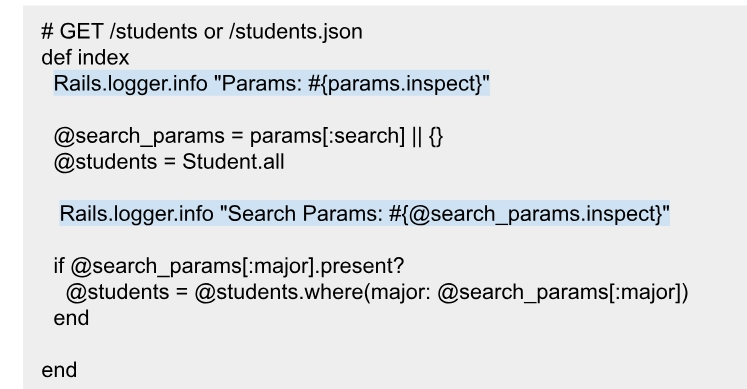 # GET /students or /students.json
def index
Rails.logger.info "Params: #{params.inspect}"
@search_params = params[:search] || {}
@students = Student.all
Rails.logger.info "Search Params: #{@search_params.inspect}"
if @search_params[:major].present?
@students = @students.where(major: @search_params[:major])
end
end